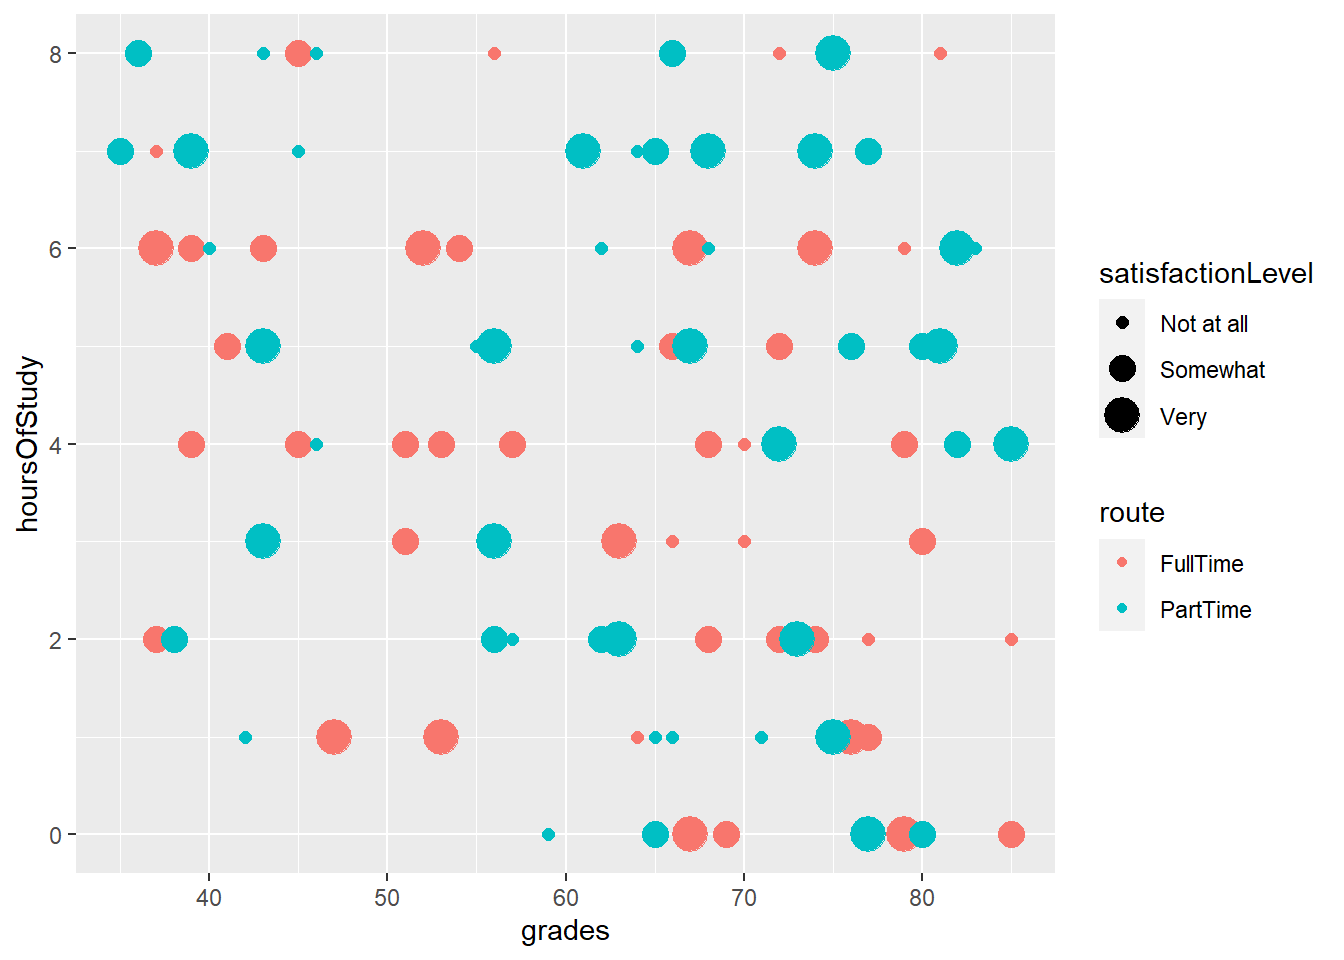 8
6
4
2
0
hoursOfStudy
40 50 60 70 80
grades
satisfactionLevel
Not at all
Somewhat
Very
route
FullTime
PartTime